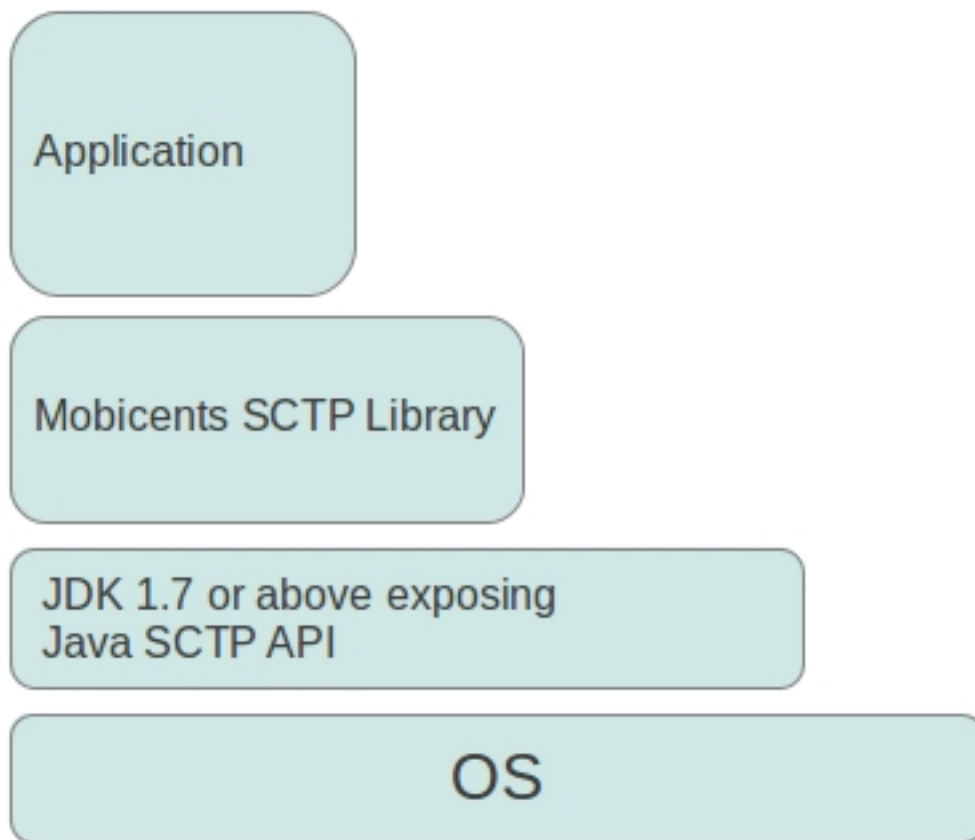 Application
Mobicents SCTP Library
JDK 1.7 or above exposing
Java SCTP API
OS